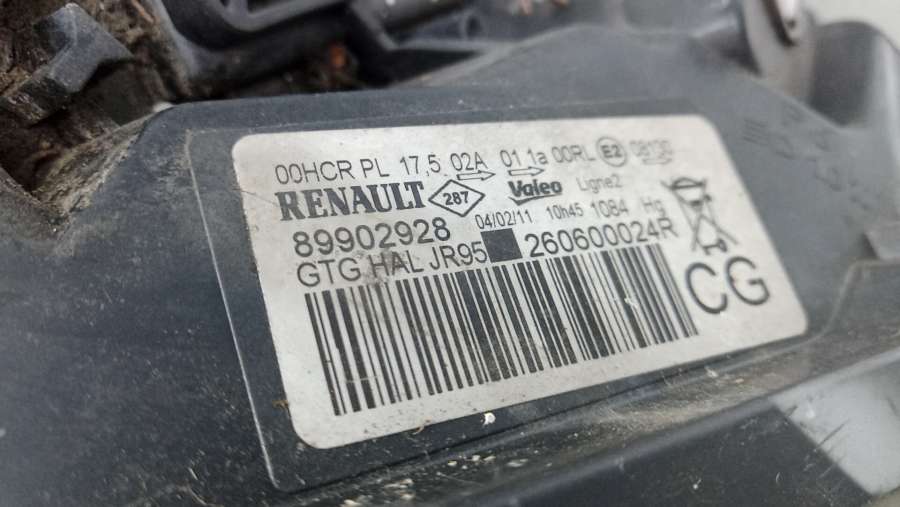 00HCR PL 17,5 02A 01 1a 00RL E2
RENAULT 287 Valeo Ligne2
89902928 04/02/11 10h45 1084 Hg
GTG HAL JR95 260600024R
CG